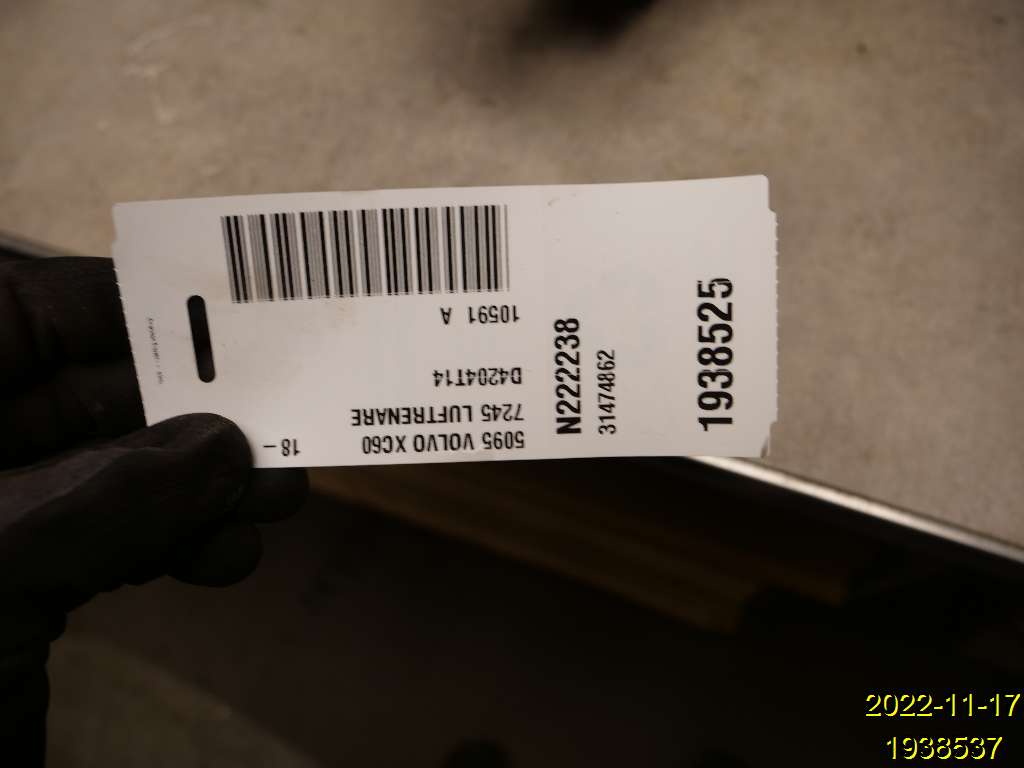 5095 VOLVO XC60 18-
7245 LUFTRENARE
D4204T14
10591 A
N222238
31474862
1938525
2022-11-17
1938537